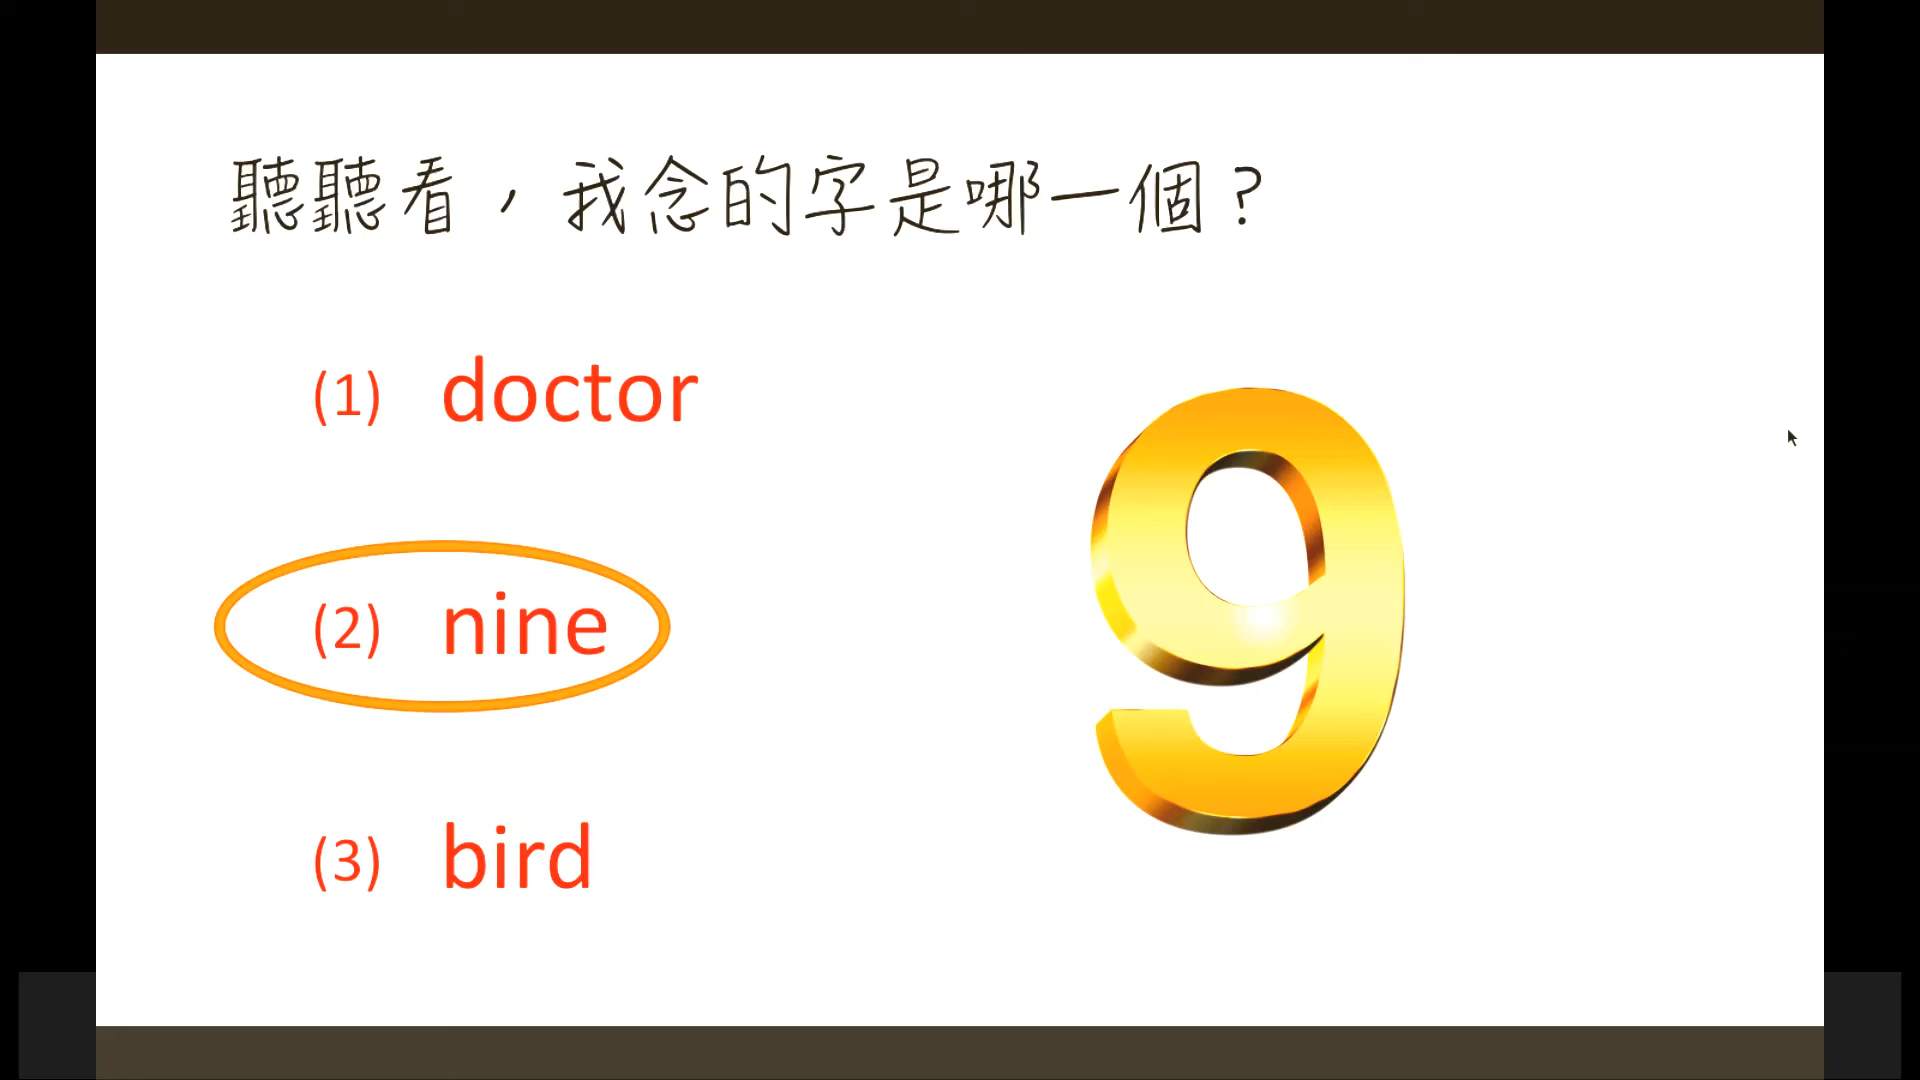 聽聽看，我念的字是哪一個？
(1) doctor
(2) nine
9
(3) bird